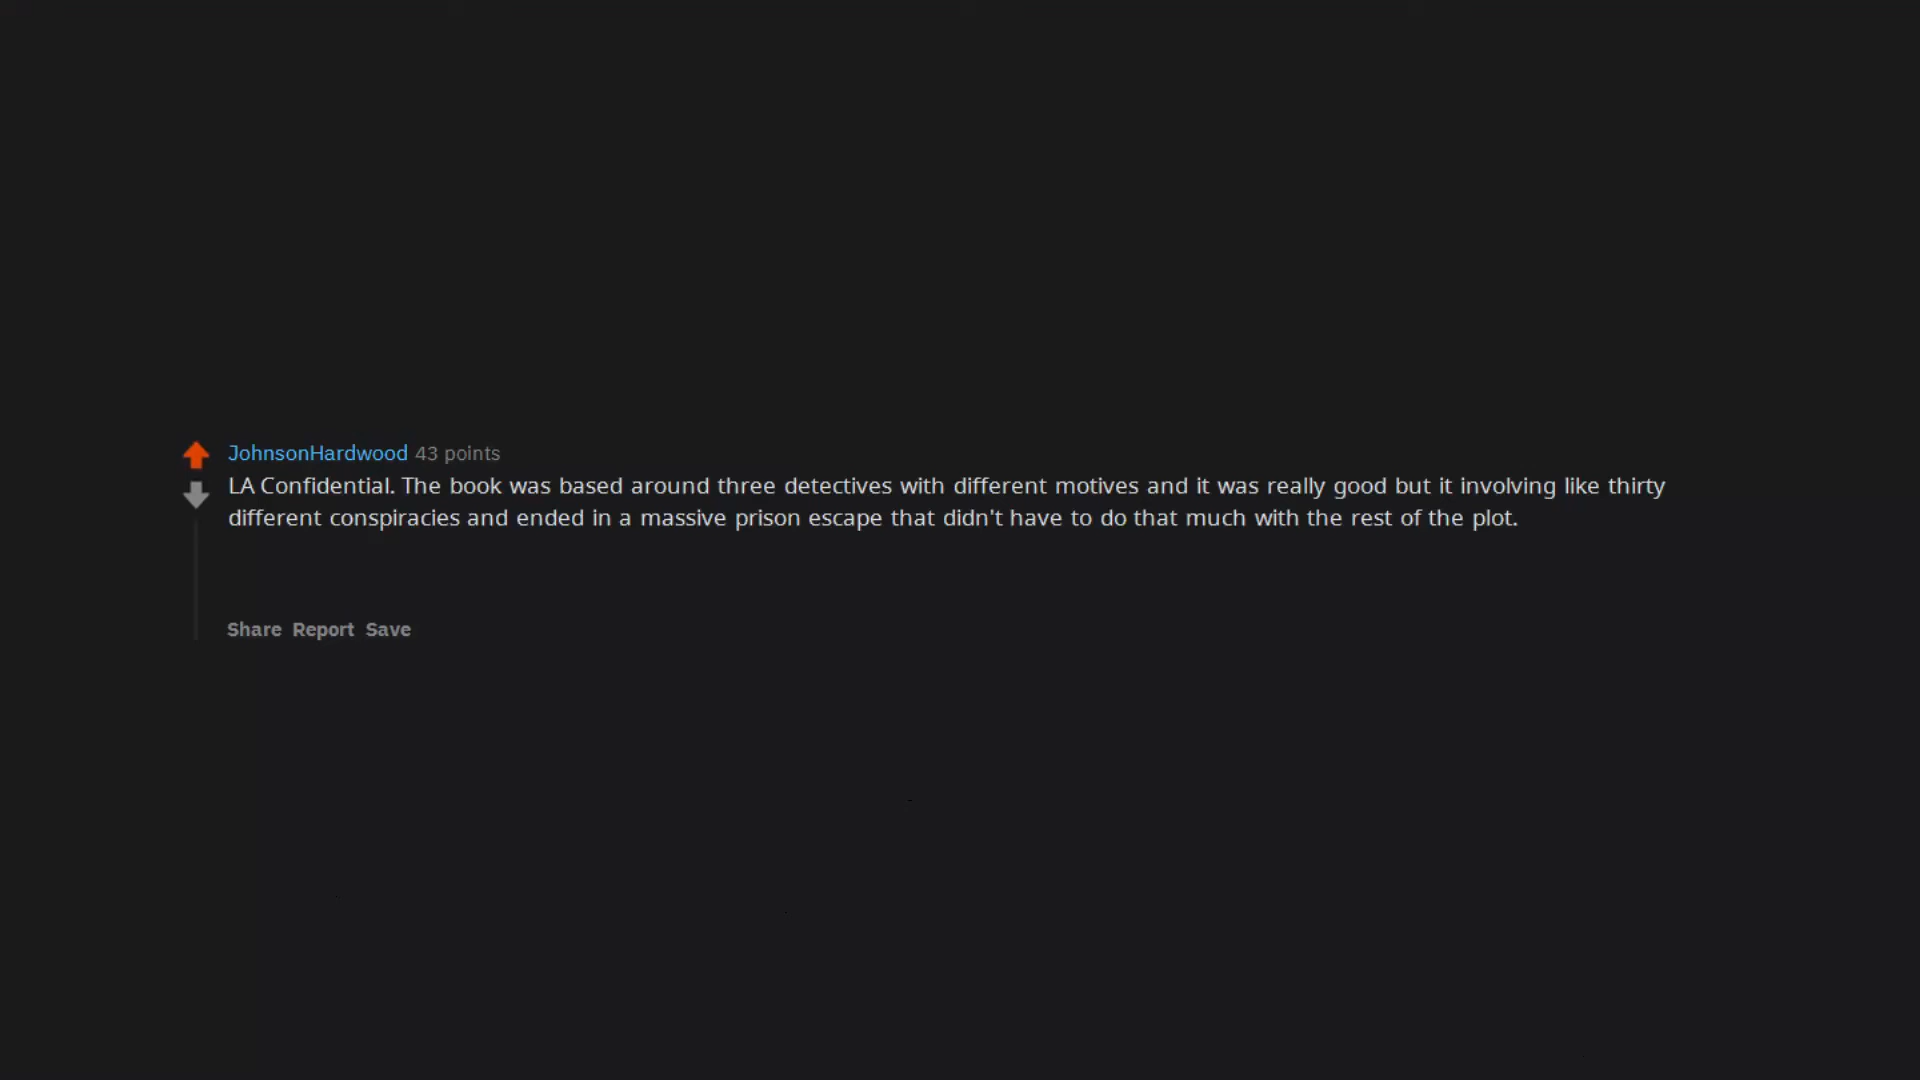 JohnsonHardwood 43 points
LA Confidential. The book was based around three detectives with different motives and it was really good but it involving like thirty
different conspiracies and ended in a massive prison escape that didn't have to do that much with the rest of the plot.
Share Report Save